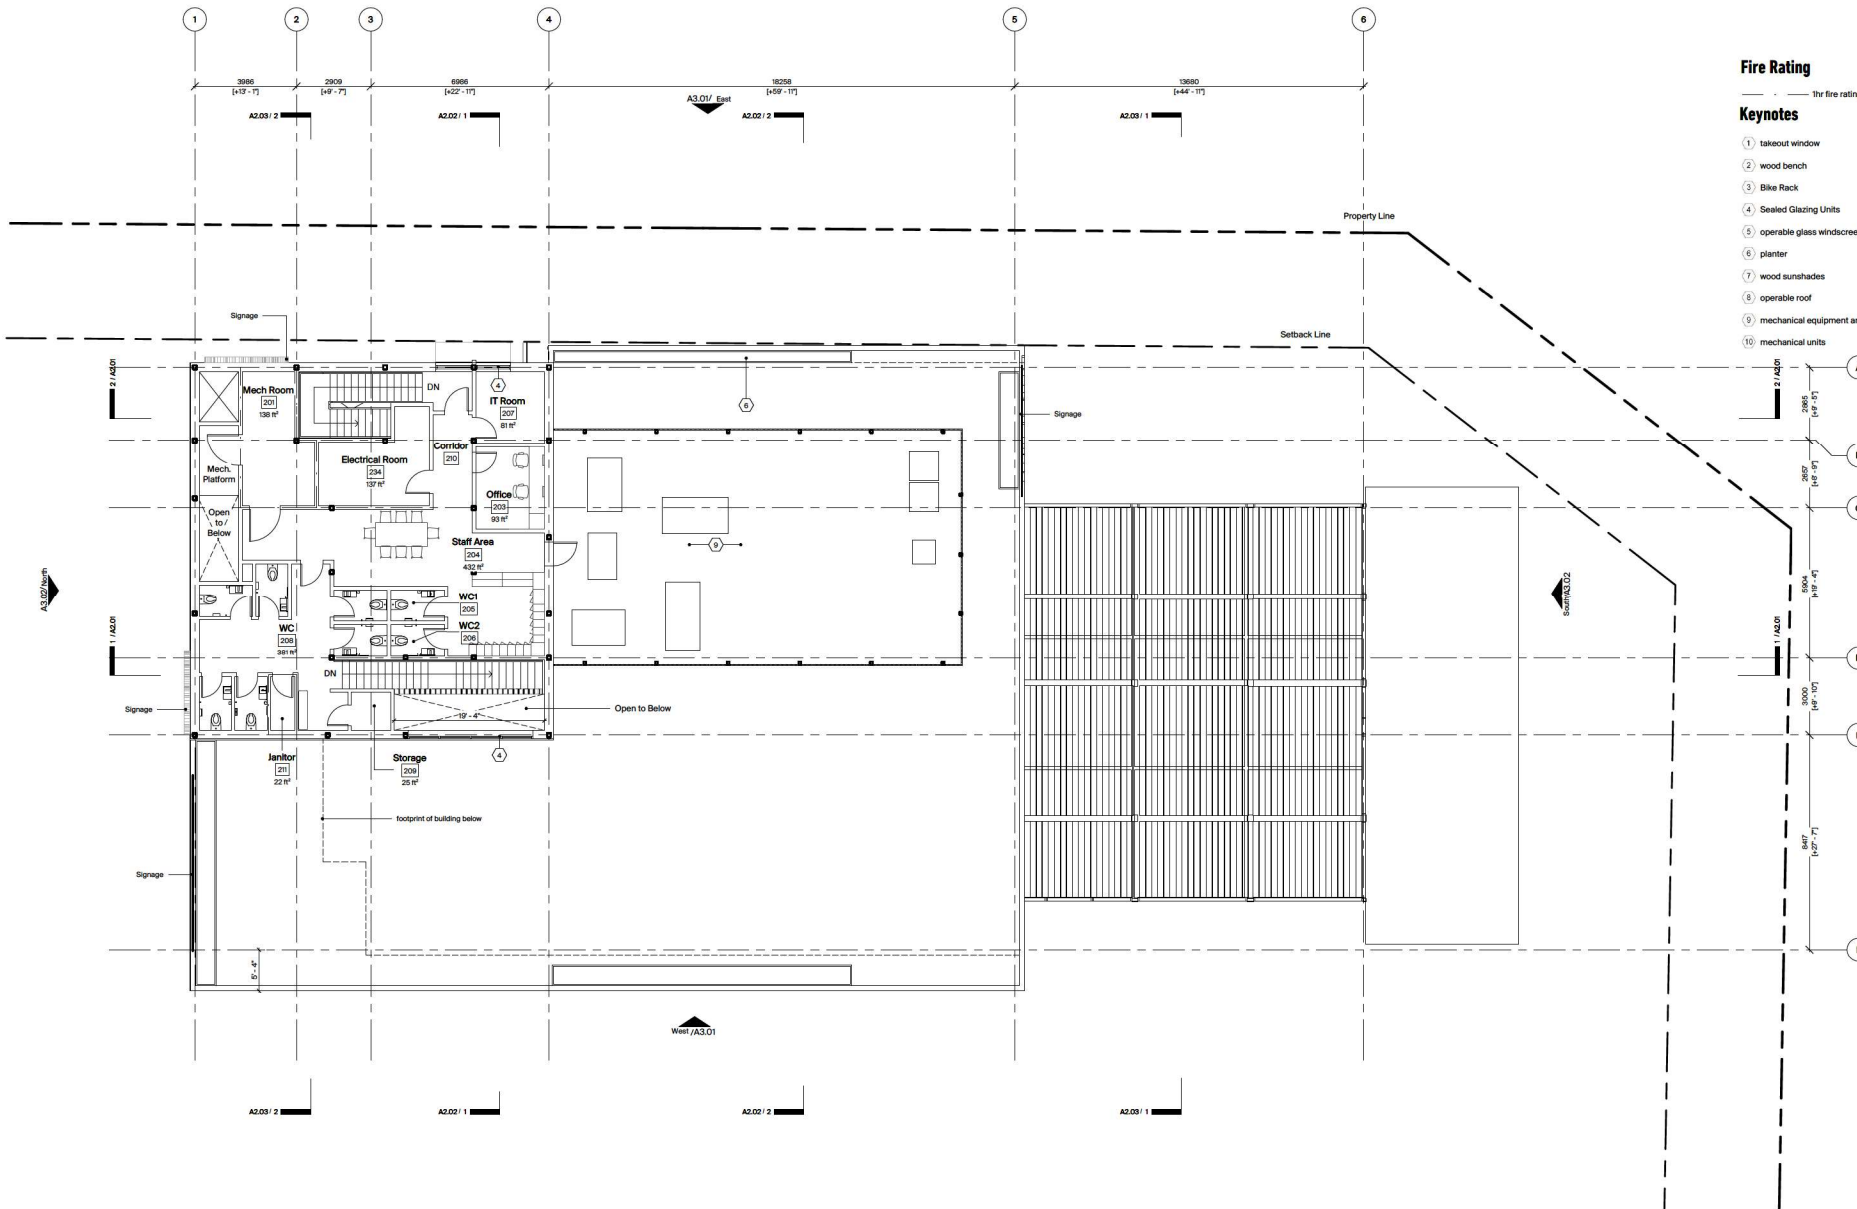 1
2
3
4
5
6
3986
[+13' - 1"]
2909
[+9' - 7"]
6986
[+22' - 11"]
18258
[+59' - 11"]
13680
[+44' - 11"]
A2.03/ 2
A2.02/ 1
A3.01/ East
A2.02/ 2
A2.03/ 1
Fire Rating
1hr fire ratin
Keynotes
1 takeout window
2 wood bench
3 Bike Rack
4 Sealed Glazing Units
5 operable glass windscree
6 planter
7 wood sunshades
8 operable roof
9 mechanical equipment ar
10 mechanical units
Property Line
Setback Line
Signage
2 / A2.01
2 / A2.01
Mech Room
201
138 ft²
DN
4
IT Room
207
81 ft²
6
Signage
2865
[+9' - 5"]
Corridor
210
Electrical Room
234
137 ft²
Mech.
Platform
Office
203
93 ft²
2657
[+8' - 9"]
Open
to /
Below
Staff Area
204
432 ft²
9
A3.02/North
South/A3.02
5904
[+19' - 4"]
WC1
205
WC2
206
WC
208
381 ft²
1 / A2.01
1 / A2.01
DN
Signage
19' - 4"
Open to Below
3000
[+9' - 10"]
4
Janitor
211
22 ft²
Storage
209
25 ft²
footprint of building below
Signage
8417
[+27' - 7"]
5' - 4"
West /A3.01
A2.03/ 2
A2.02/ 1
A2.02/ 2
A2.03/ 1